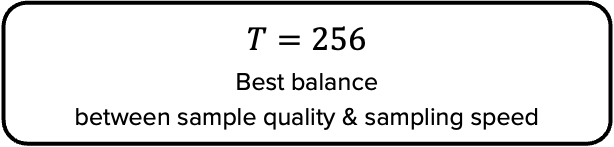 T = 256
Best balance
between sample quality & sampling speed